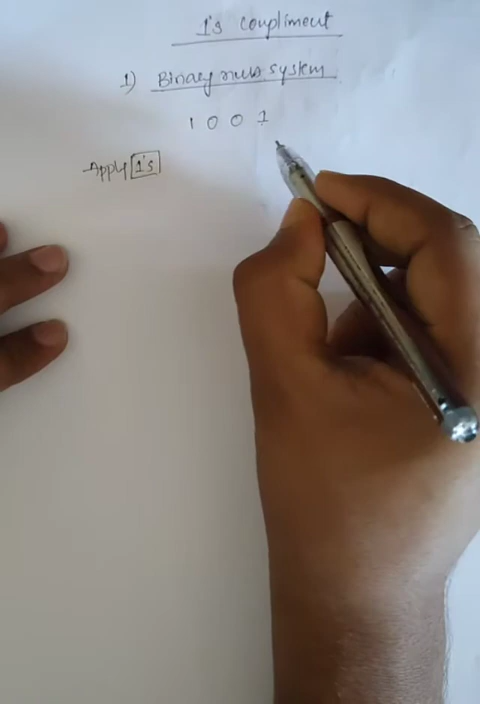 1's coupliment
1) Binary num system
1 0 0 1
Apply 1's